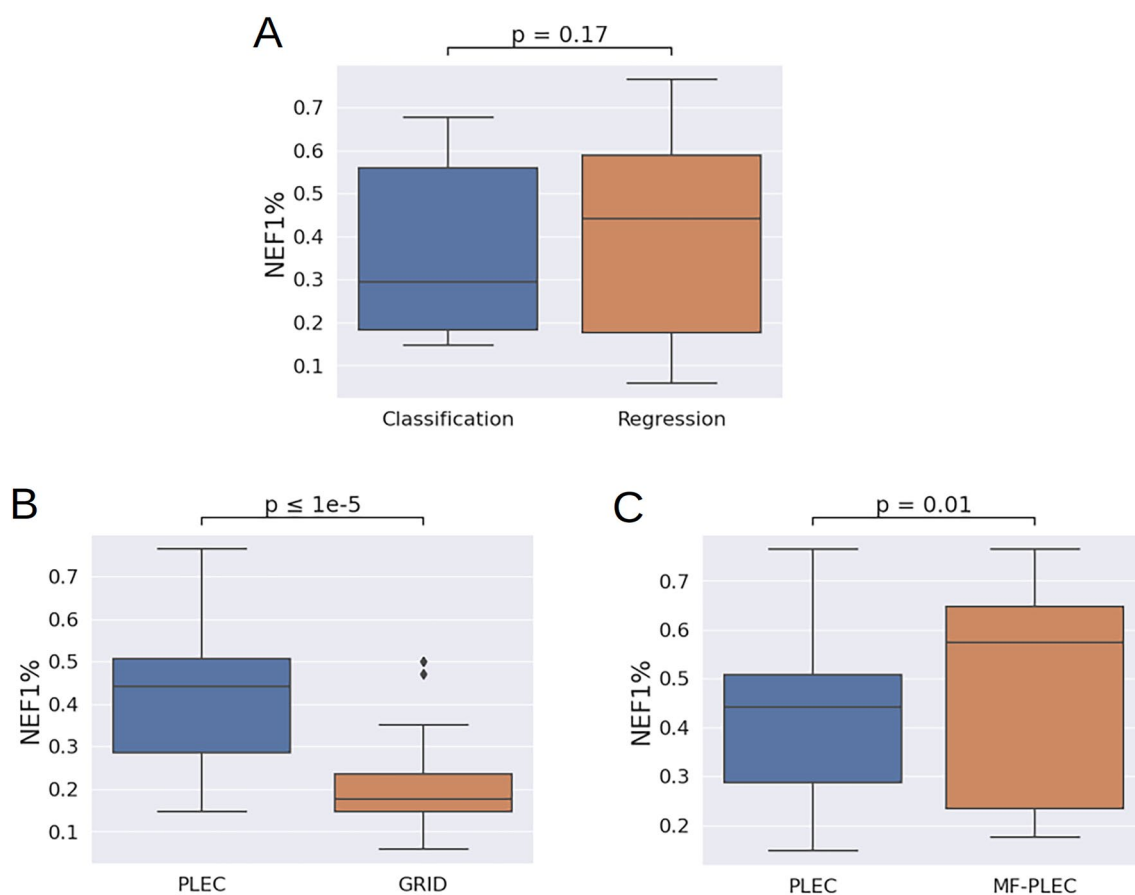 A
p = 0.17
NEF1%
0.7
0.6
0.5
0.4
0.3
0.2
0.1
Classification Regression
B
p ≤ 1e-5
NEF1%
0.7
0.6
0.5
0.4
0.3
0.2
0.1
PLEC GRID
C
p = 0.01
NEF1%
0.7
0.6
0.5
0.4
0.3
0.2
PLEC MF-PLEC